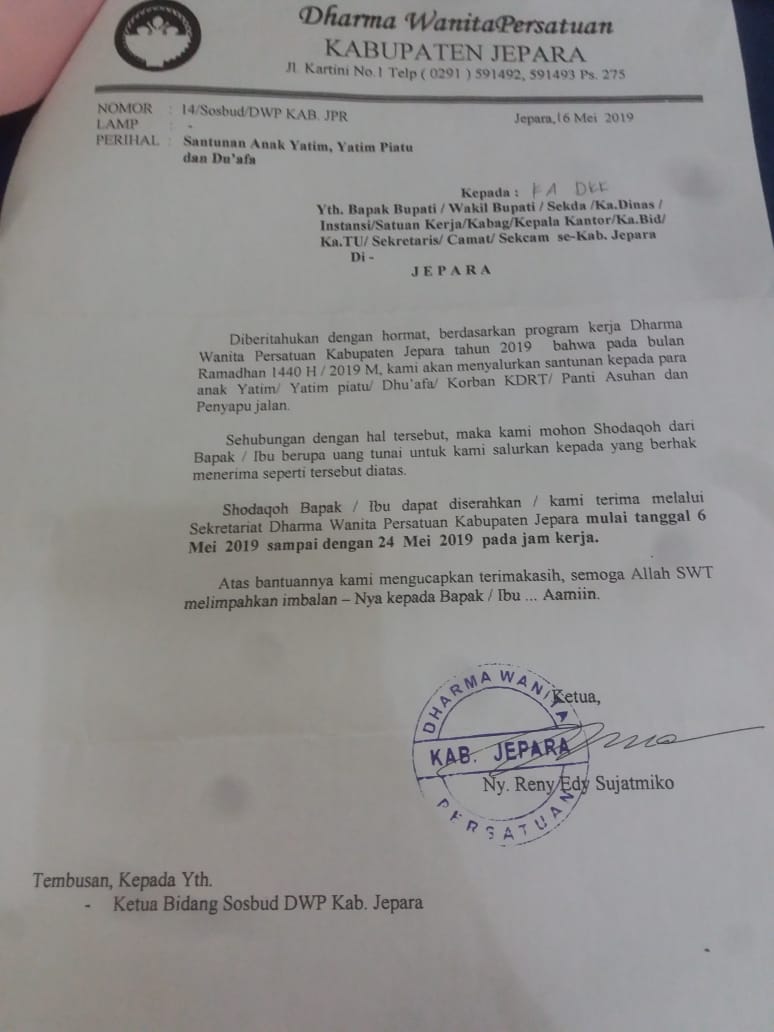 Dharma WanitaPersatuan
KABUPATEN JEPARA
Jl. Kartini No.1 Telp ( 0291 ) 591492, 591493 Ps. 275
NOMOR : 14/Sosbud/DWP KAB. JPR Jepara,16 Mei 2019
LAMP : -
PERIHAL : Santunan Anak Yatim, Yatim Piatu
dan Du'afa
Kepada : KA DKK
Yth. Bapak Bupati / Wakil Bupati / Sekda /Ka.Dinas /
Instansi/Satuan Kerja/Kabag/Kepala Kantor/Ka.Bid/
Ka.TU/ Sekretaris/ Camat/ Sekcam se-Kab. Jepara
Di -
J E P A R A
Diberitahukan dengan hormat, berdasarkan program kerja Dharma
Wanita Persatuan Kabupaten Jepara tahun 2019 bahwa pada bulan
Ramadhan 1440 H / 2019 M, kami akan menyalurkan santunan kepada para
anak Yatim/ Yatim piatu/ Dhu'afa/ Korban KDRT/ Panti Asuhan dan
Penyapu jalan.
Sehubungan dengan hal tersebut, maka kami mohon Shodaqoh dari
Bapak / Ibu berupa uang tunai untuk kami salurkan kepada yang berhak
menerima seperti tersebut diatas.
Shodaqoh Bapak / Ibu dapat diserahkan / kami terima melalui
Sekretariat Dharma Wanita Persatuan Kabupaten Jepara mulai tanggal 6
Mei 2019 sampai dengan 24 Mei 2019 pada jam kerja.
Atas bantuannya kami mengucapkan terimakasih, semoga Allah SWT
melimpahkan imbalan – Nya kepada Bapak / Ibu ... Aamiin.
Ketua,
DHARMA WANITA
KAB. JEPARA
PERSATUAN
Ny. Reny Edy Sujatmiko
Tembusan, Kepada Yth.
- Ketua Bidang Sosbud DWP Kab. Jepara